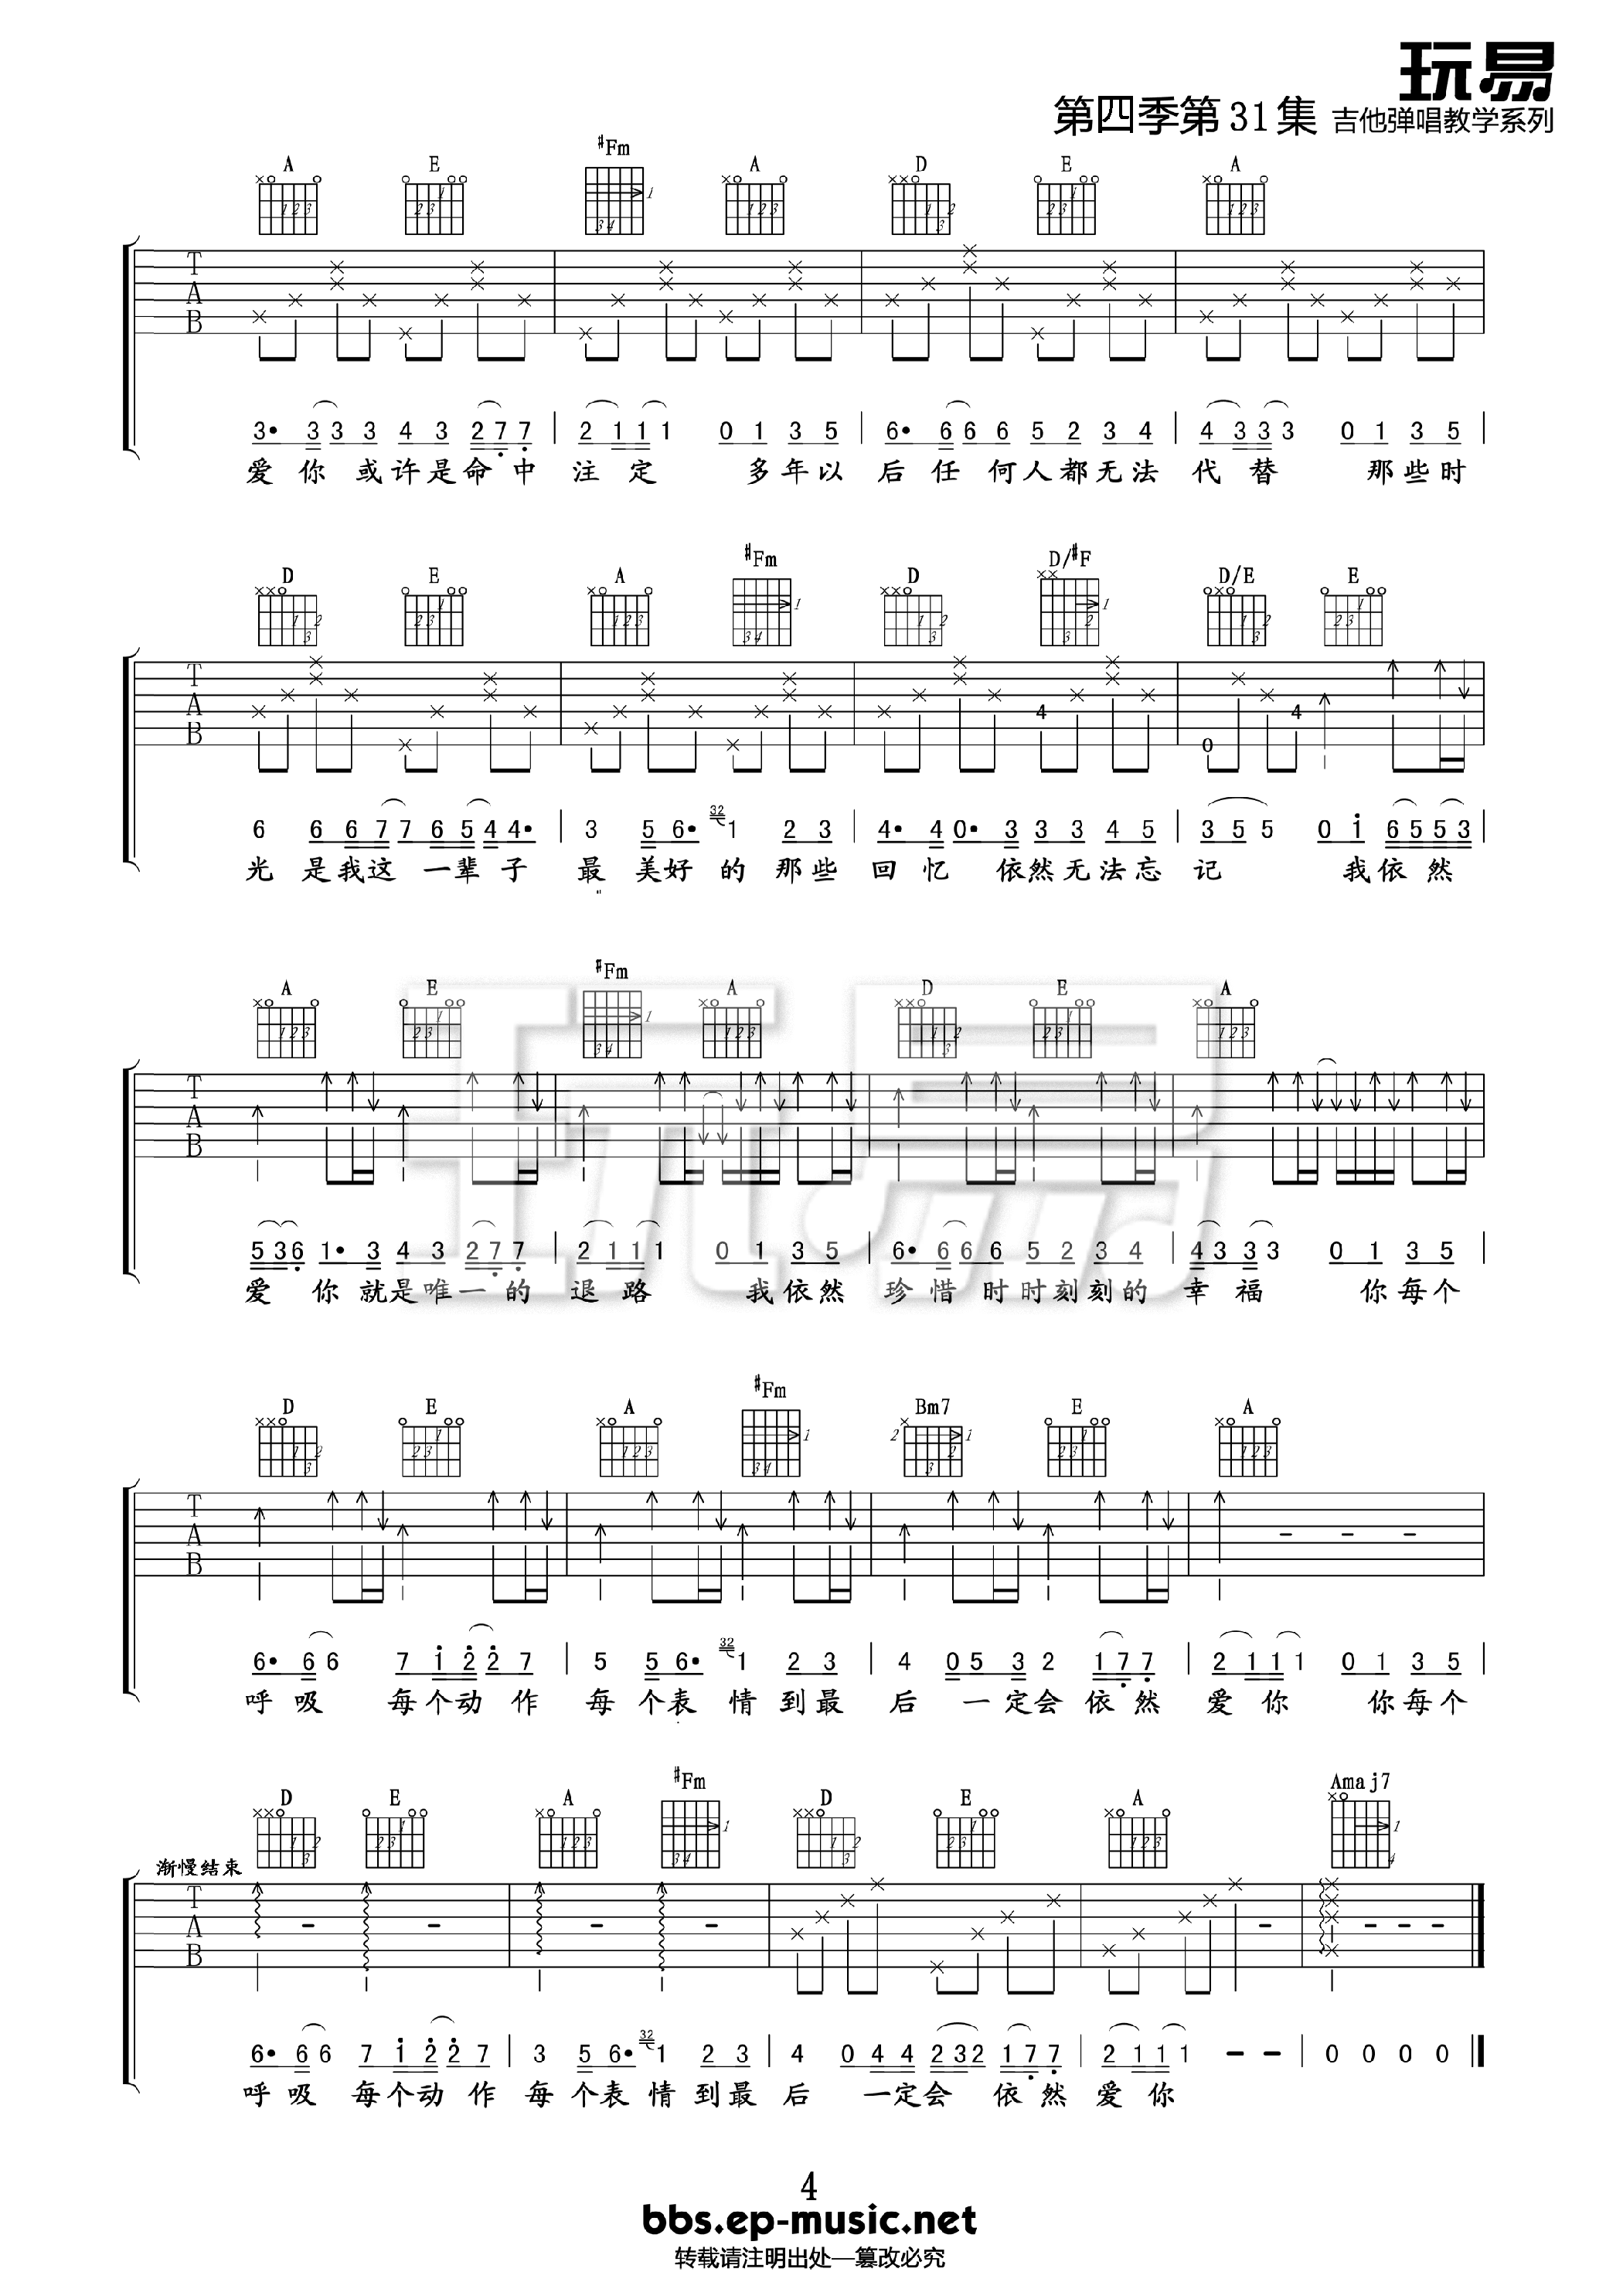 玩易
第四季第31集 吉他弹唱教学系列
A E #Fm A D E A
T
A
B
3· 3 3 3 4 3 2 7 7 | 2 1 1 1 0 1 3 5 | 6· 6 6 6 5 2 3 4 | 4 3 3 3 0 1 3 5 |
爱你或许是命中注定 多年以后任何人都无法代替 那些时
D E A #Fm D D/#F D/E E
T
A 4 4
B 0
6 6 6 7 7 6 5 4 4· | 3 5 6· 32 1 2 3 | 4· 4 0· 3 3 3 4 5 | 3 5 5 0 1 6 5 5 3 |
光是我这一辈子最美好的那些回忆 依然无法忘记 我依然
A E #Fm A D E A
T
A
B
5 3 6 1· 3 4 3 2 7 7 | 2 1 1 1 0 1 3 5 | 6· 6 6 6 5 2 3 4 | 4 3 3 3 0 1 3 5 |
爱你就是唯一的退路 我依然珍惜时时刻刻的幸福 你每个
D E A #Fm Bm7 E A
T
A
B
6· 6 6 7 1 2 2 7 | 5 5 6· 32 1 2 3 | 4 0 5 3 2 1 7 7 | 2 1 1 1 0 1 3 5 |
呼吸 每个动作每个表情到最后 一定会依然爱你 你每个
D E A #Fm D E A Amaj7
渐慢结束
T
A
B
6· 6 6 7 1 2 2 7 | 3 5 6· 32 1 2 3 | 4 0 4 4 2 3 2 1 7 7 | 2 1 1 1 - - | 0 0 0 0
呼吸 每个动作每个表情到最后 一定会依然爱你
4
bbs.ep-music.net
转载请注明出处—篡改必究